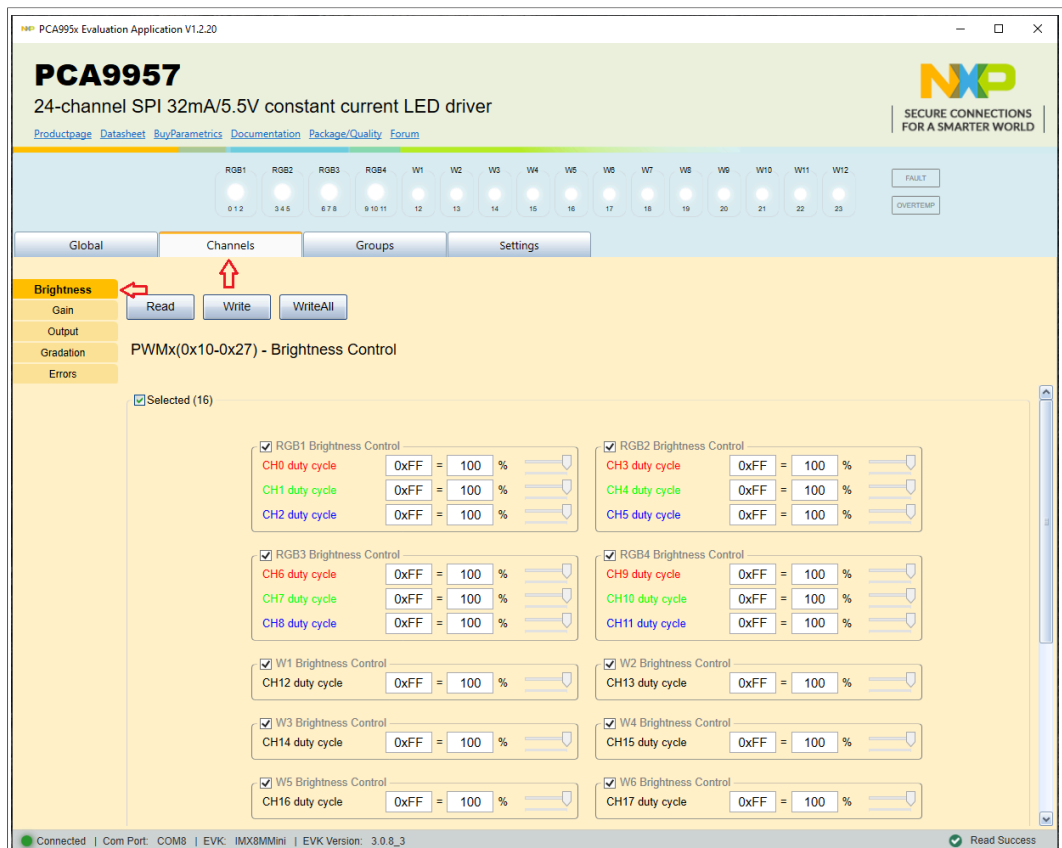 PCA995x Evaluation Application V1.2.20
PCA9957
24-channel SPI 32mA/5.5V constant current LED driver
Productpage Datasheet BuyParametrics Documentation Package/Quality Forum
NXP
SECURE CONNECTIONS
FOR A SMARTER WORLD
RGB1 RGB2 RGB3 RGB4 W1 W2 W3 W4 W5 W6 W7 W8 W9 W10 W11 W12
0 1 2 3 4 5 6 7 8 9 10 11 12 13 14 15 16 17 18 19 20 21 22 23
FAULT
OVERTEMP
Global Channels Groups Settings
Brightness
Gain
Output
Gradation
Errors
Read Write WriteAll
PWMx(0x10-0x27) - Brightness Control
Selected (16)
RGB1 Brightness Control
CH0 duty cycle 0xFF = 100 %
CH1 duty cycle 0xFF = 100 %
CH2 duty cycle 0xFF = 100 %
RGB2 Brightness Control
CH3 duty cycle 0xFF = 100 %
CH4 duty cycle 0xFF = 100 %
CH5 duty cycle 0xFF = 100 %
RGB3 Brightness Control
CH6 duty cycle 0xFF = 100 %
CH7 duty cycle 0xFF = 100 %
CH8 duty cycle 0xFF = 100 %
RGB4 Brightness Control
CH9 duty cycle 0xFF = 100 %
CH10 duty cycle 0xFF = 100 %
CH11 duty cycle 0xFF = 100 %
W1 Brightness Control
CH12 duty cycle 0xFF = 100 %
W2 Brightness Control
CH13 duty cycle 0xFF = 100 %
W3 Brightness Control
CH14 duty cycle 0xFF = 100 %
W4 Brightness Control
CH15 duty cycle 0xFF = 100 %
W5 Brightness Control
CH16 duty cycle 0xFF = 100 %
W6 Brightness Control
CH17 duty cycle 0xFF = 100 %
Connected | Com Port: COM8 | EVK: IMX8MMini | EVK Version: 3.0.8_3
Read Success